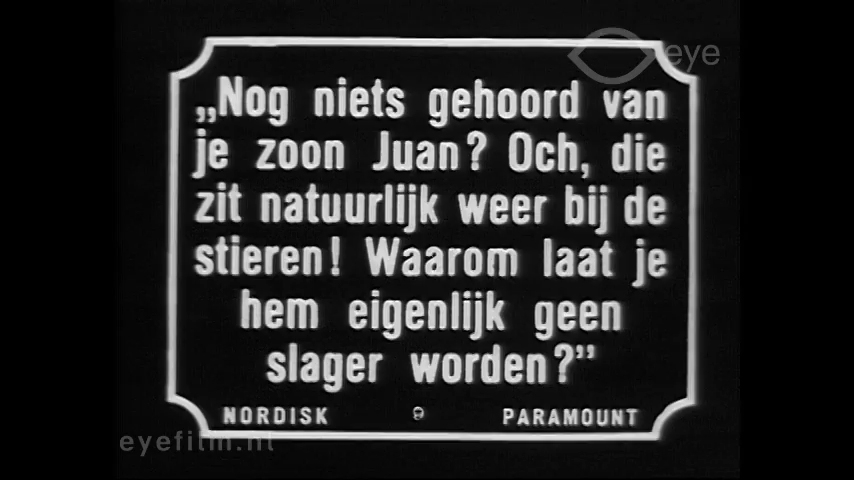 eye
„Nog niets gehoord van
je zoon Juan? Och, die
zit natuurlijk weer bij de
stieren! Waarom laat je
hem eigenlijk geen
slager worden?”
NORDISK 9 PARAMOUNT
eyefilm.nl